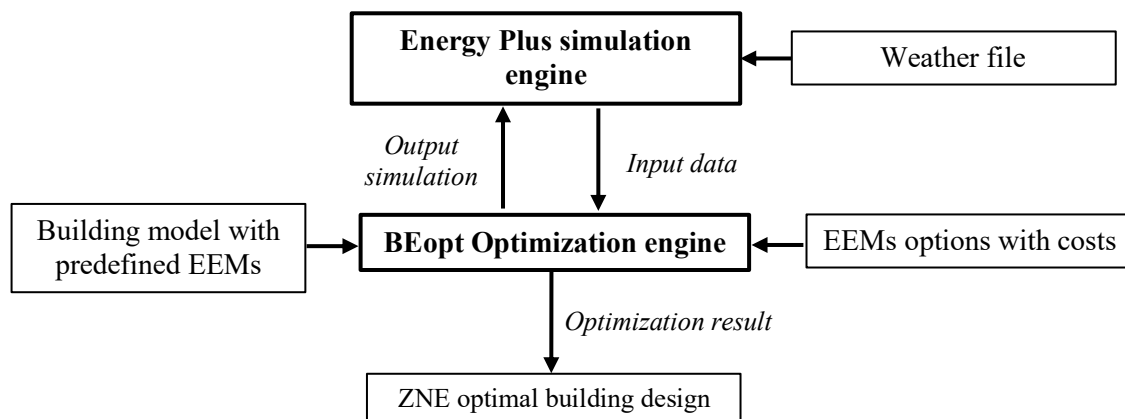 Energy Plus simulation
engine
Weather file
Output
simulation
Input data
Building model with
predefined EEMs
BEopt Optimization engine
EEMs options with costs
Optimization result
ZNE optimal building design